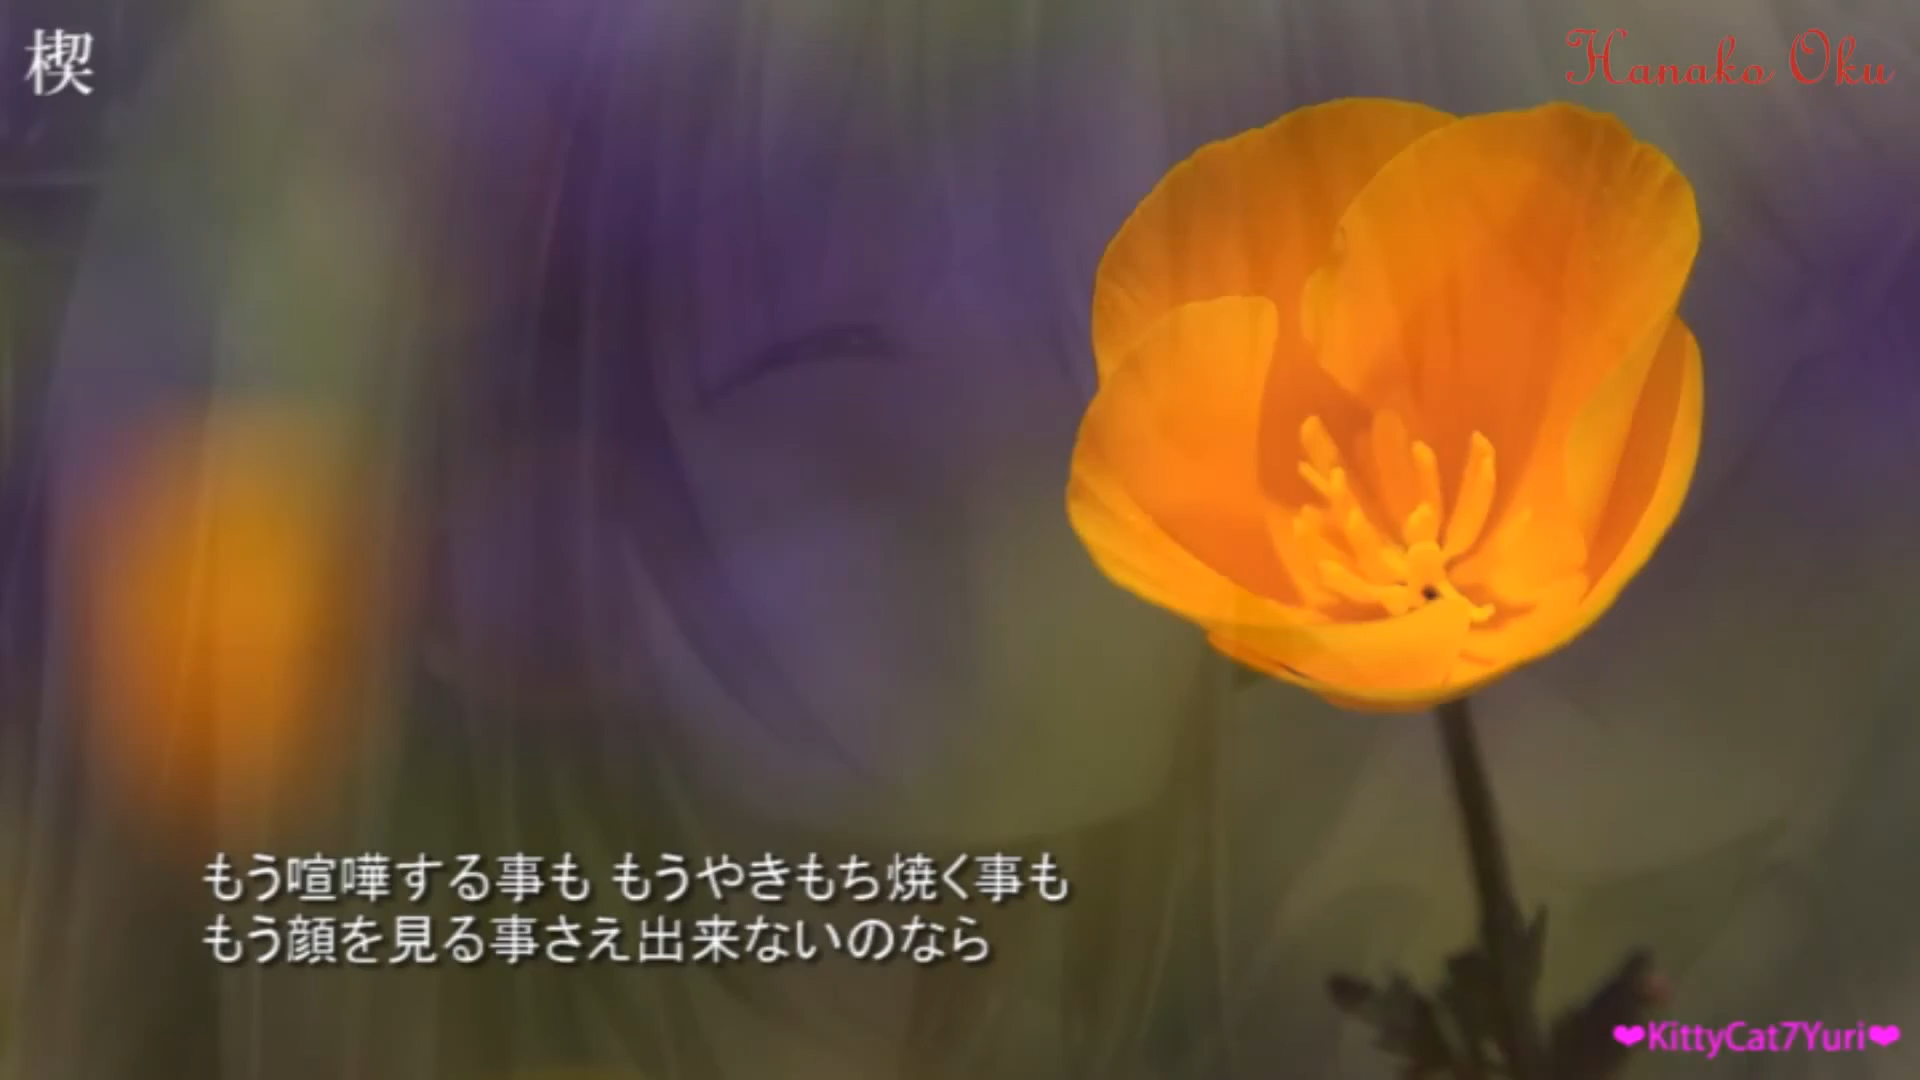 楔
Hanako Oku
もう喧嘩する事も もうやきもち焼く事も
もう顔を見る事さえ出来ないのなら
❤KittyCat7Yuri❤